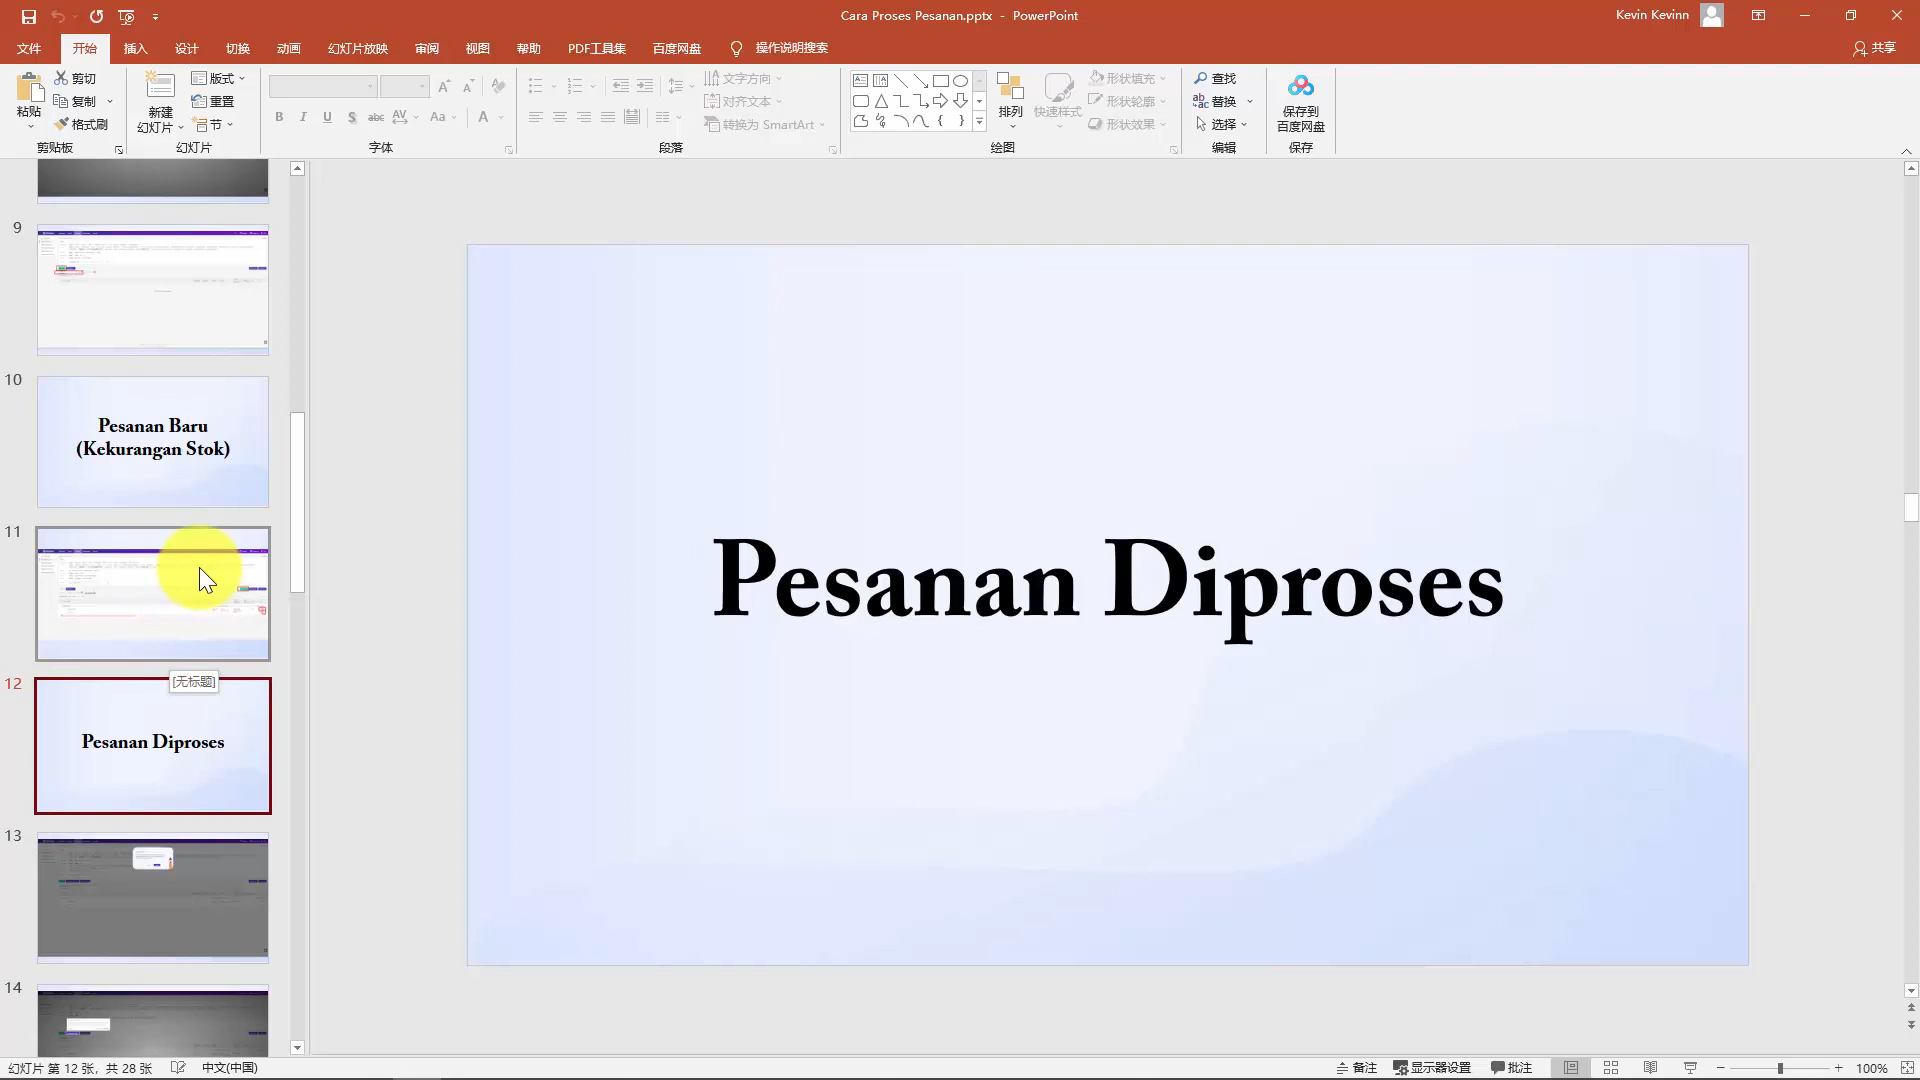 Cara Proses Pesanan.pptx - PowerPoint
Kevin Kevinn
文件 开始 插入 设计 切换 动画 幻灯片放映 审阅 视图 帮助 PDF工具集 百度网盘 操作说明搜索 共享
粘贴 剪切
复制
格式刷
剪贴板
新建
幻灯片
版式
重置
节
幻灯片
B I U S abc AV Aa A
字体
文字方向
对齐文本
转换为 SmartArt
段落
排列
快速样式
形状填充
形状轮廓
形状效果
绘图
查找
替换
选择
编辑
保存到
百度网盘
保存
9
10
Pesanan Baru
(Kekurangan Stok)
11
[无标题]
12
Pesanan Diproses
13
14
Pesanan Diproses
幻灯片 第 12 张，共 28 张 中文(中国) 备注 显示器设置 批注 100%